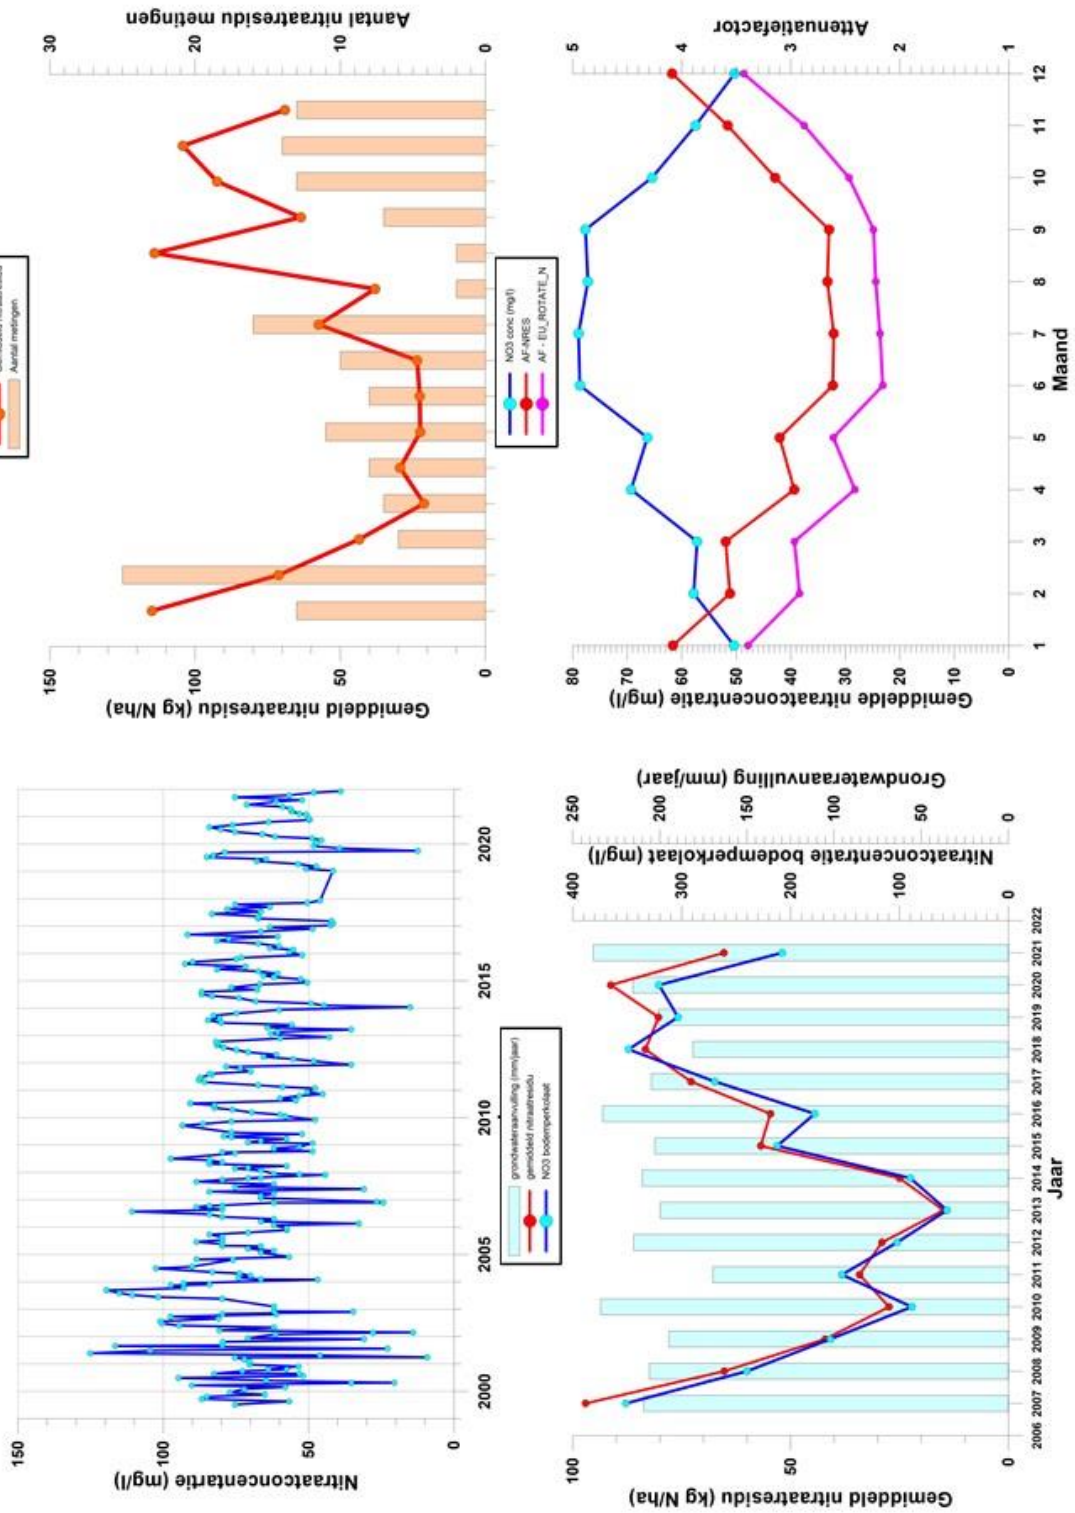 Nitraatconcentartie (mg/l)
150
100
50
0
2000
2005
2010
2015
2020
Aantal metingen
Gemiddeld nitraatresidu (kg N/ha)
150
100
50
0
Aantal nitraatresidu metingen
30
20
10
0
grondwateraanvulling (mm/jaar)
gemiddeld nitraatresidu
NO3 bodemperkolaat
Gemiddeld nitraatresidu (kg N/ha)
100
50
0
2006 2007 2008 2009 2010 2011 2012 2013 2014 2015 2016 2017 2018 2019 2020 2021 2022
Jaar
Nitraatconcentratie bodemperkolaat (mg/l)
400
300
200
100
0
Grondwateraanvulling (mm/jaar)
250
200
150
100
50
0
NO3 conc (mg/l)
AF-NRES
AF - EU_ROTATE_N
Gemiddelde nitraatconcentratie (mg/l)
80
70
60
50
40
30
20
10
0
1 2 3 4 5 6 7 8 9 10 11 12
Maand
Attenuatiefactor
5
4
3
2
1